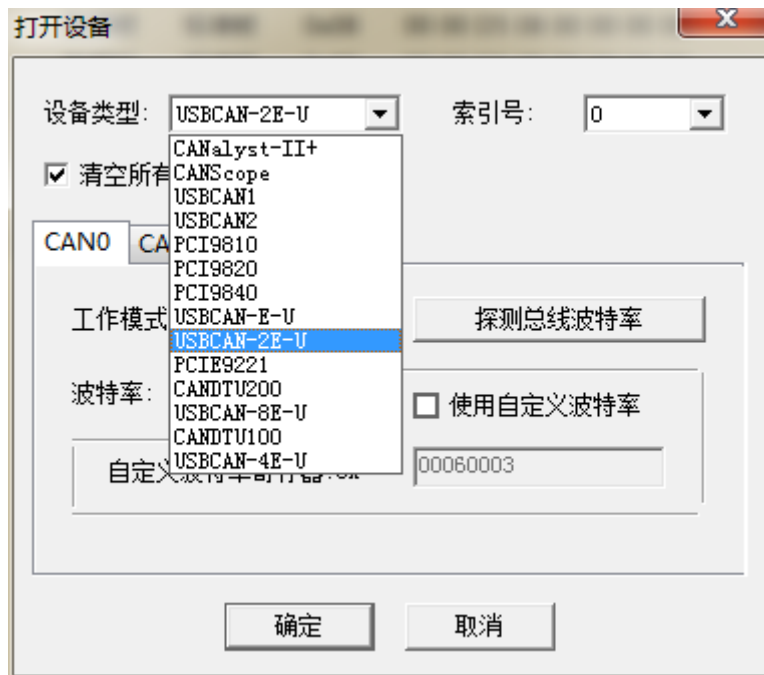 打开设备
设备类型: USBCAN-2E-U 索引号: 0
CANalyst-II+
清空所有 CANScope
USBCAN1
USBCAN2
CAN0 CA PCI9810
PCI9820
PCI9840
工作模式 USBCAN-E-U 探测总线波特率
USBCAN-2E-U
PCIE9221
波特率: CANDTU200 使用自定义波特率
USBCAN-8E-U
CANDTU100
自定义 USBCAN-4E-U 00060003
确定 取消